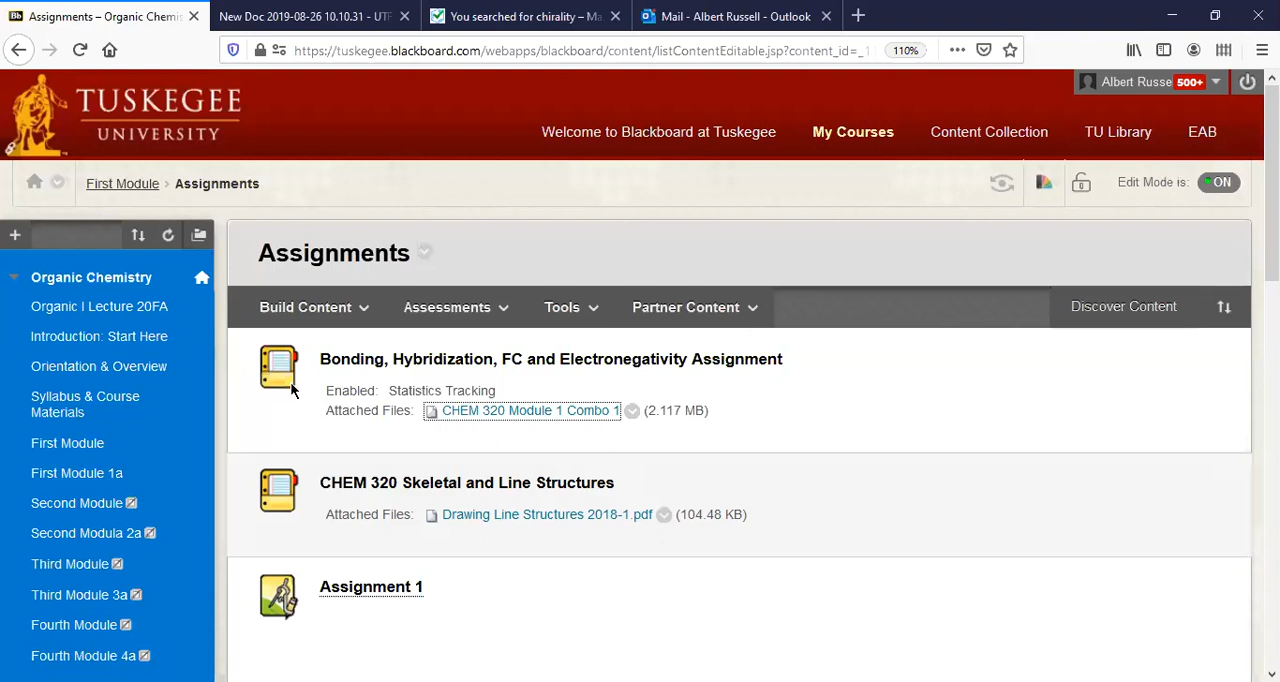 Assignments – Organic Chemis
New Doc 2019-08-26 10.10.31 - UTF
You searched for chirality – Ma
Mail - Albert Russell - Outlook
https://tuskegee.blackboard.com/webapps/blackboard/content/listContentEditable.jsp?content_id=_1
110%
TUSKEGEE
UNIVERSITY
Albert Russe 500+
Welcome to Blackboard at Tuskegee
My Courses
Content Collection
TU Library
EAB
First Module > Assignments
Edit Mode is: ON
Organic Chemistry
Organic I Lecture 20FA
Introduction: Start Here
Orientation & Overview
Syllabus & Course
Materials
First Module
First Module 1a
Second Module
Second Modula 2a
Third Module
Third Module 3a
Fourth Module
Fourth Module 4a
Assignments
Build Content
Assessments
Tools
Partner Content
Discover Content
Bonding, Hybridization, FC and Electronegativity Assignment
Enabled: Statistics Tracking
Attached Files: CHEM 320 Module 1 Combo 1 (2.117 MB)
CHEM 320 Skeletal and Line Structures
Attached Files: Drawing Line Structures 2018-1.pdf (104.48 KB)
Assignment 1